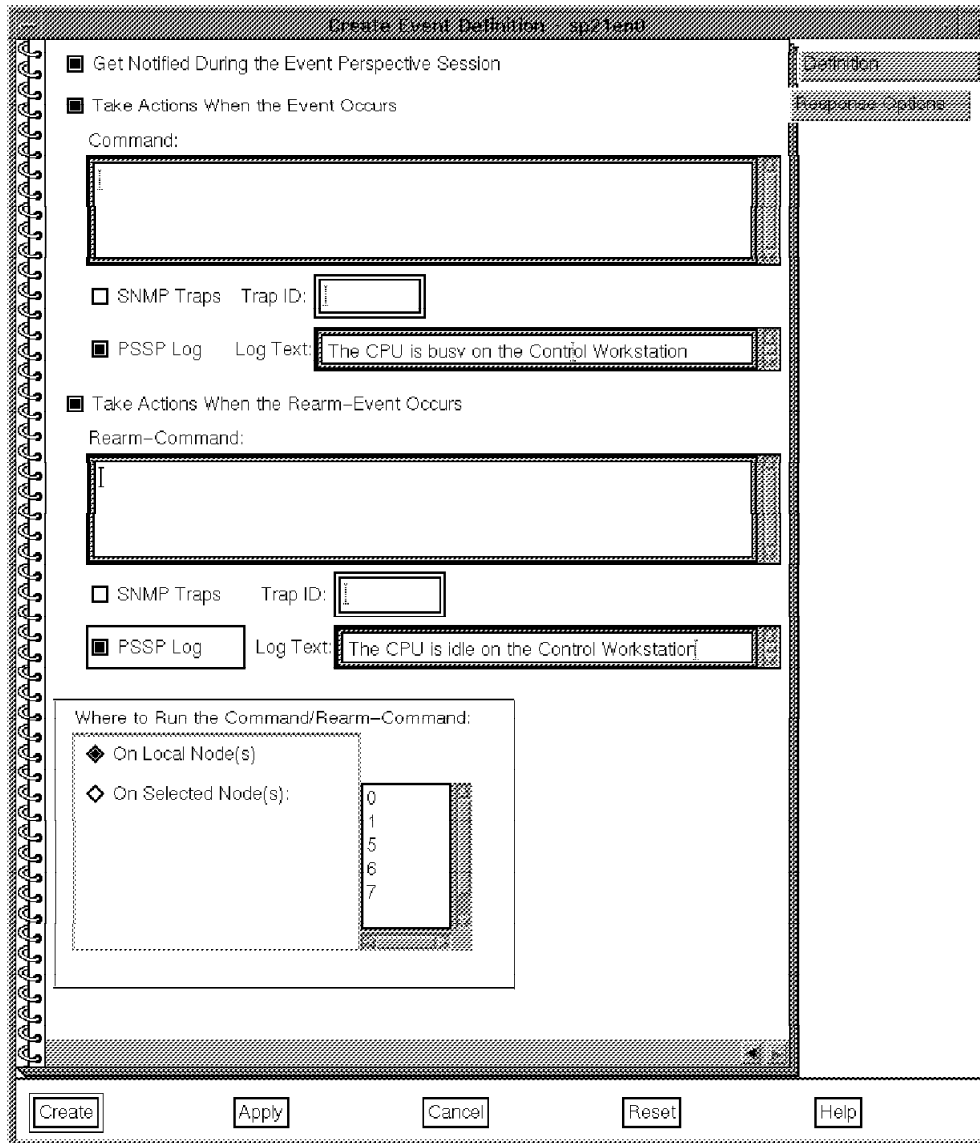 Create Event Definition - sp21en0
Get Notified During the Event Perspective Session
Definition
Take Actions When the Event Occurs
Response Options
Command:
SNMP Traps Trap ID:
PSSP Log Log Text: The CPU is busy on the Control Workstation
Take Actions When the Rearm-Event Occurs
Rearm-Command:
SNMP Traps Trap ID:
PSSP Log Log Text: The CPU is idle on the Control Workstation
Where to Run the Command/Rearm-Command:
On Local Node(s)
On Selected Node(s):
0
1
5
6
7
Create Apply Cancel Reset Help